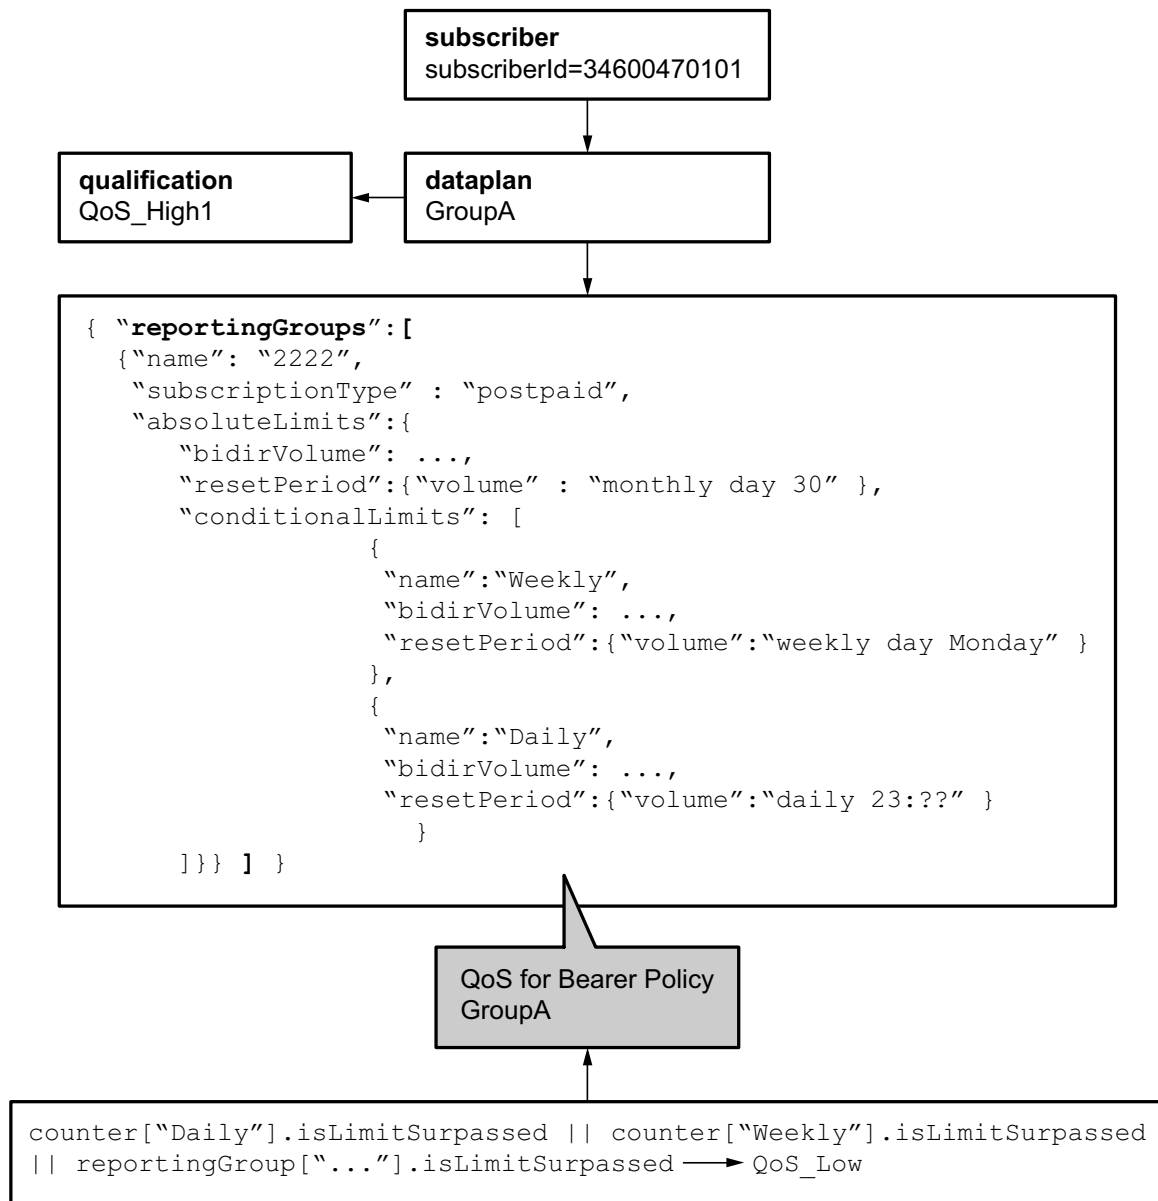 subscriber
subscriberId=34600470101
qualification
QoS_High1
dataplan
GroupA
{ “reportingGroups”:[
{“name”: “2222”,
“subscriptionType” : “postpaid”,
“absoluteLimits”:{
“bidirVolume”: ...,
“resetPeriod”:{“volume” : “monthly day 30” },
“conditionalLimits”: [
{
“name”:“Weekly”,
“bidirVolume”: ...,
“resetPeriod”:{“volume”:“weekly day Monday” }
},
{
“name”:“Daily”,
“bidirVolume”: ...,
“resetPeriod”:{“volume”:“daily 23:??” }
}
]}} ] }
QoS for Bearer Policy
GroupA
counter[“Daily”].isLimitSurpassed || counter[“Weekly”].isLimitSurpassed
|| reportingGroup[“...”].isLimitSurpassed → QoS_Low